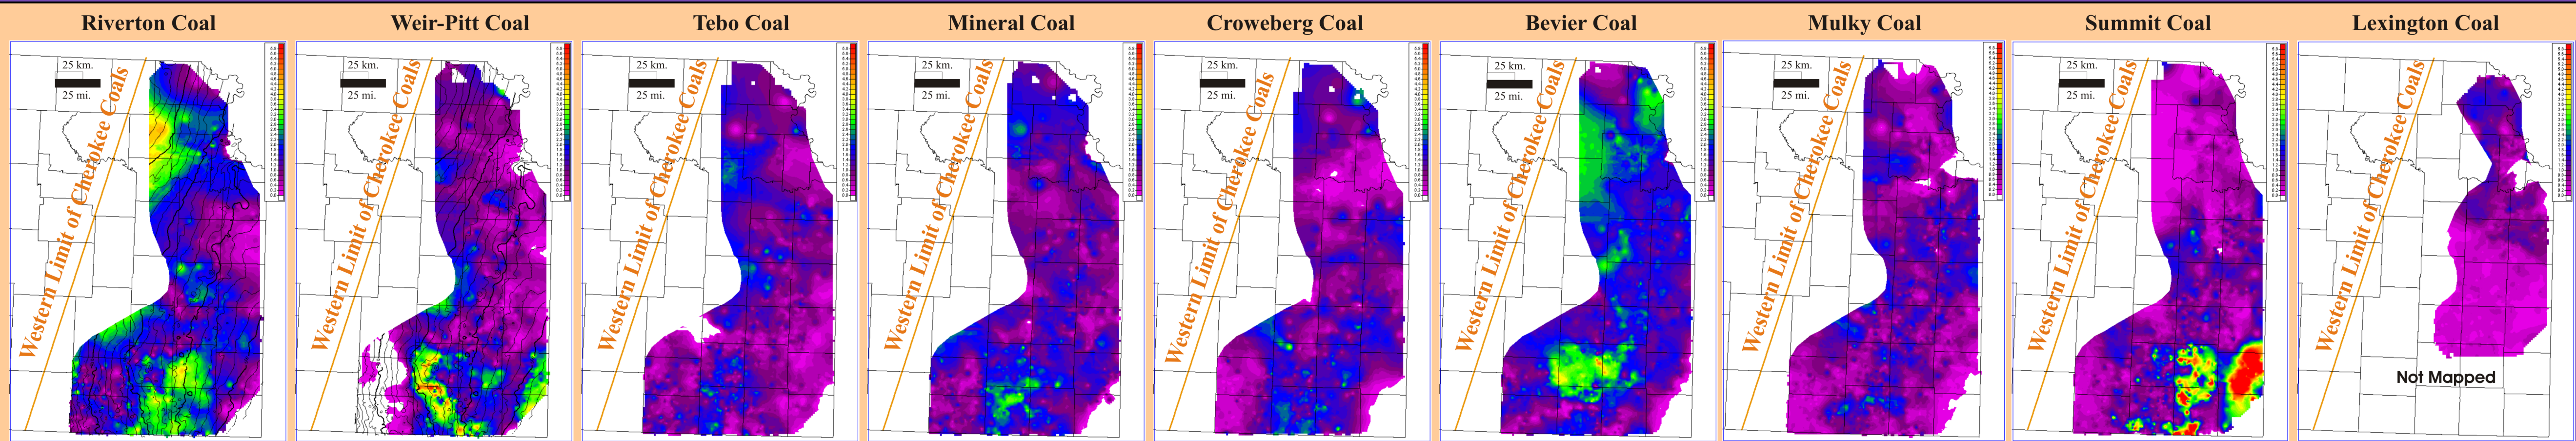 Riverton Coal
25 km.
25 mi.
Western Limit of Cherokee Coals
Weir-Pitt Coal
25 km.
25 mi.
Western Limit of Cherokee Coals
Tebo Coal
25 km.
25 mi.
Western Limit of Cherokee Coals
Mineral Coal
25 km.
25 mi.
Western Limit of Cherokee Coals
Croweberg Coal
25 km.
25 mi.
Western Limit of Cherokee Coals
Bevier Coal
25 km.
25 mi.
Western Limit of Cherokee Coals
Mulky Coal
25 km.
25 mi.
Western Limit of Cherokee Coals
Summit Coal
25 km.
25 mi.
Western Limit of Cherokee Coals
Lexington Coal
25 km.
25 mi.
Western Limit of Cherokee Coals
Not Mapped